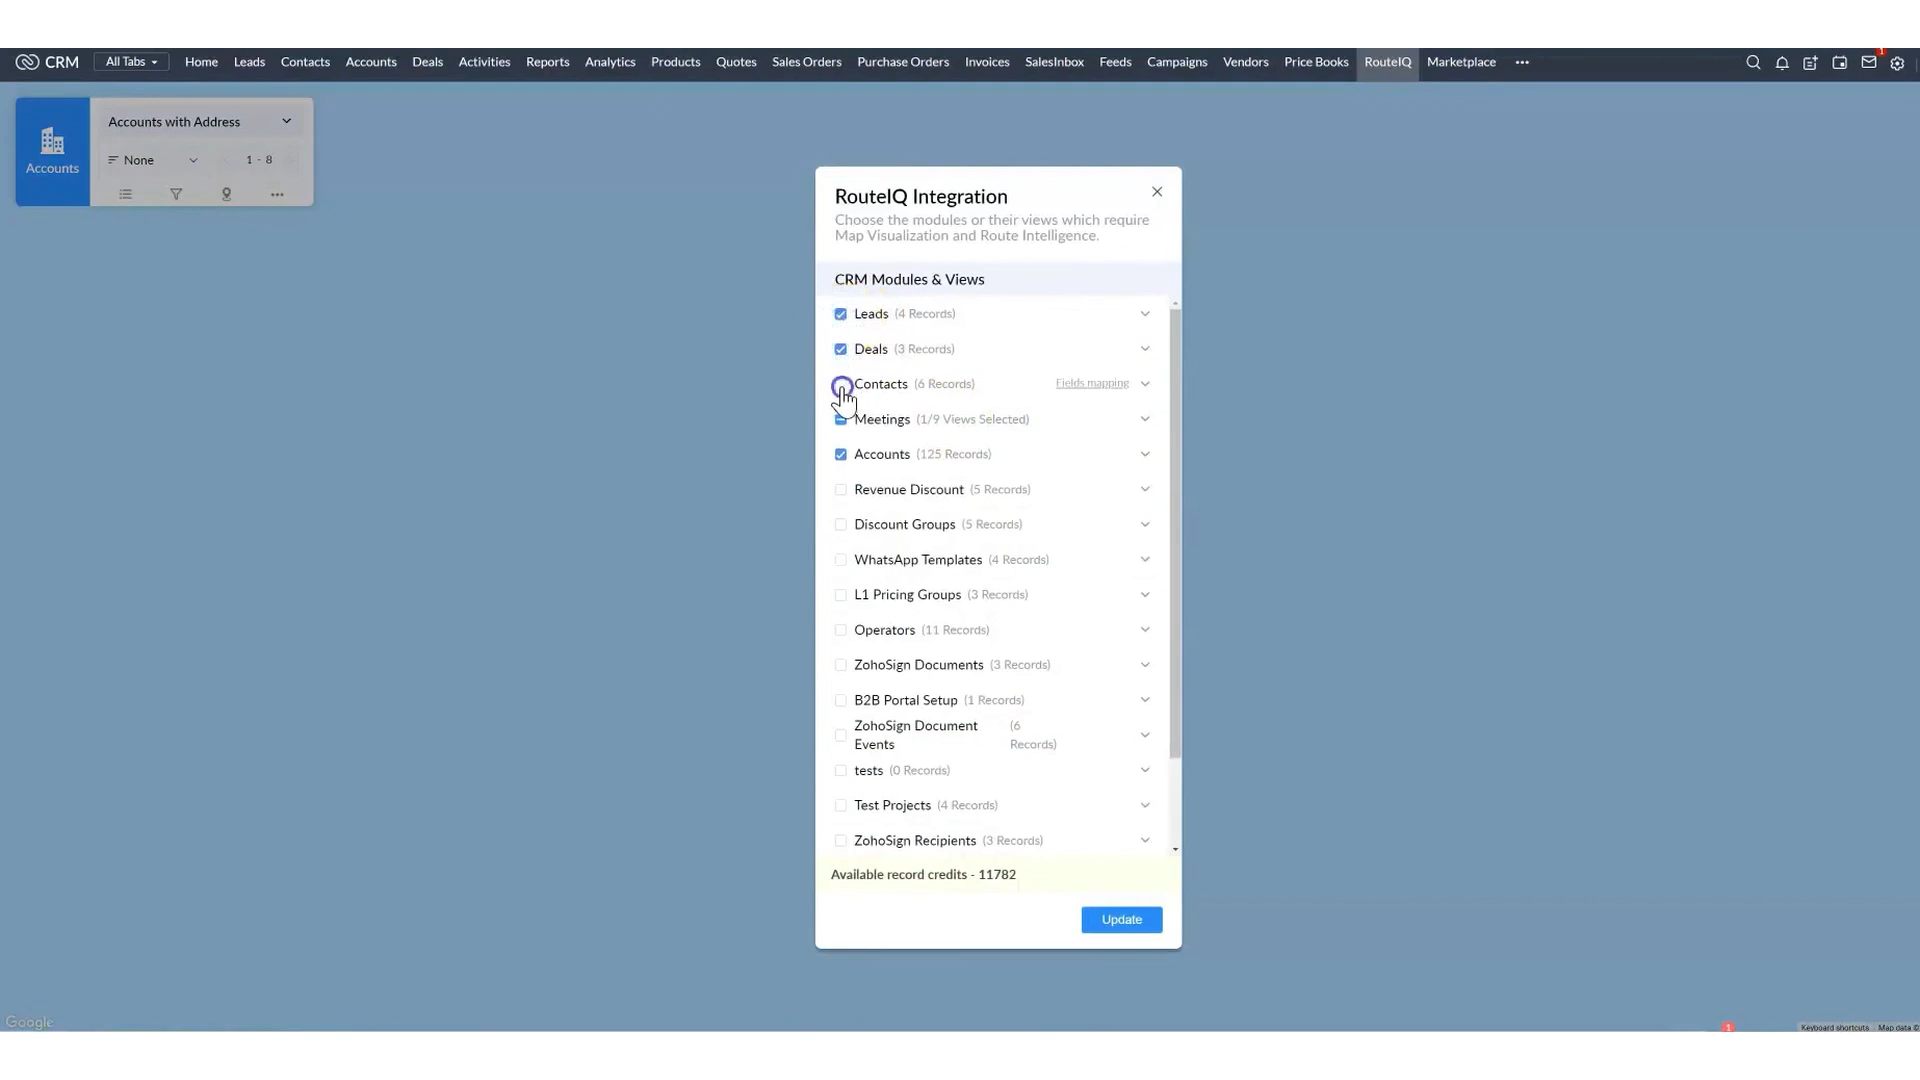 CRM All Tabs Home Leads Contacts Accounts Deals Activities Reports Analytics Products Quotes Sales Orders Purchase Orders Invoices SalesInbox Feeds Campaigns Vendors Price Books RouteIQ Marketplace ••• 1
Accounts
Accounts with Address
None 1 - 8
RouteIQ Integration
Choose the modules or their views which require
Map Visualization and Route Intelligence.
CRM Modules & Views
Leads (4 Records)
Deals (3 Records)
Contacts (6 Records) Fields mapping
Meetings (1/9 Views Selected)
Accounts (125 Records)
Revenue Discount (5 Records)
Discount Groups (5 Records)
WhatsApp Templates (4 Records)
L1 Pricing Groups (3 Records)
Operators (11 Records)
ZohoSign Documents (3 Records)
B2B Portal Setup (1 Records)
ZohoSign Document (6
Events Records)
tests (0 Records)
Test Projects (4 Records)
ZohoSign Recipients (3 Records)
Available record credits - 11782
Update
Google
1 Keyboard shortcuts Map data ©